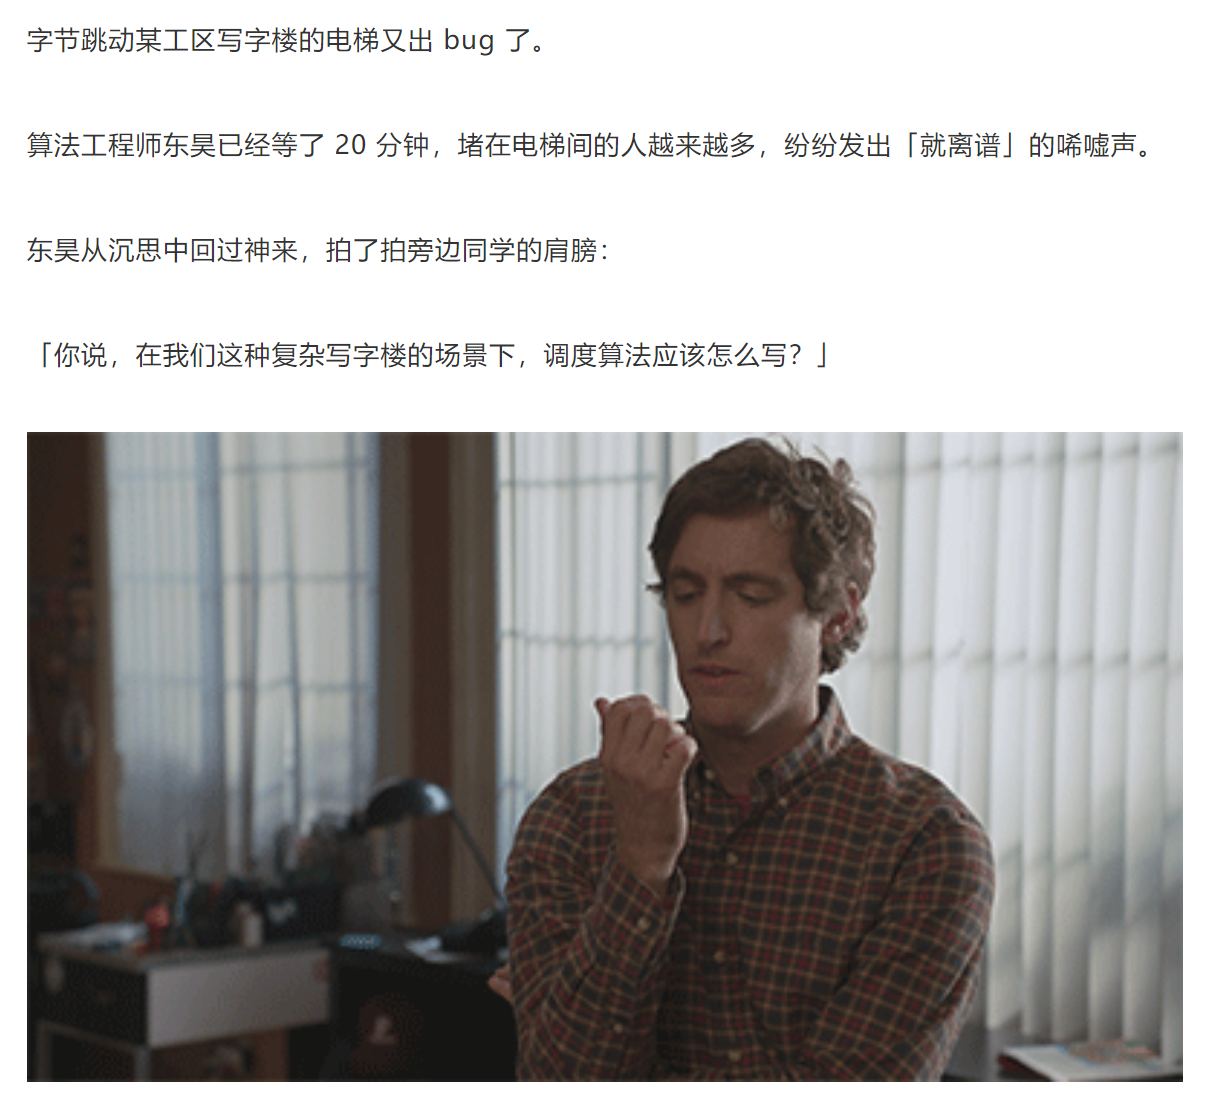 字节跳动某工区写字楼的电梯又出 bug 了。
算法工程师东昊已经等了 20 分钟，堵在电梯间的人越来越多，纷纷发出「就离谱」的唏嘘声。
东昊从沉思中回过神来，拍了拍旁边同学的肩膀：
「你说，在我们这种复杂写字楼的场景下，调度算法应该怎么写？」